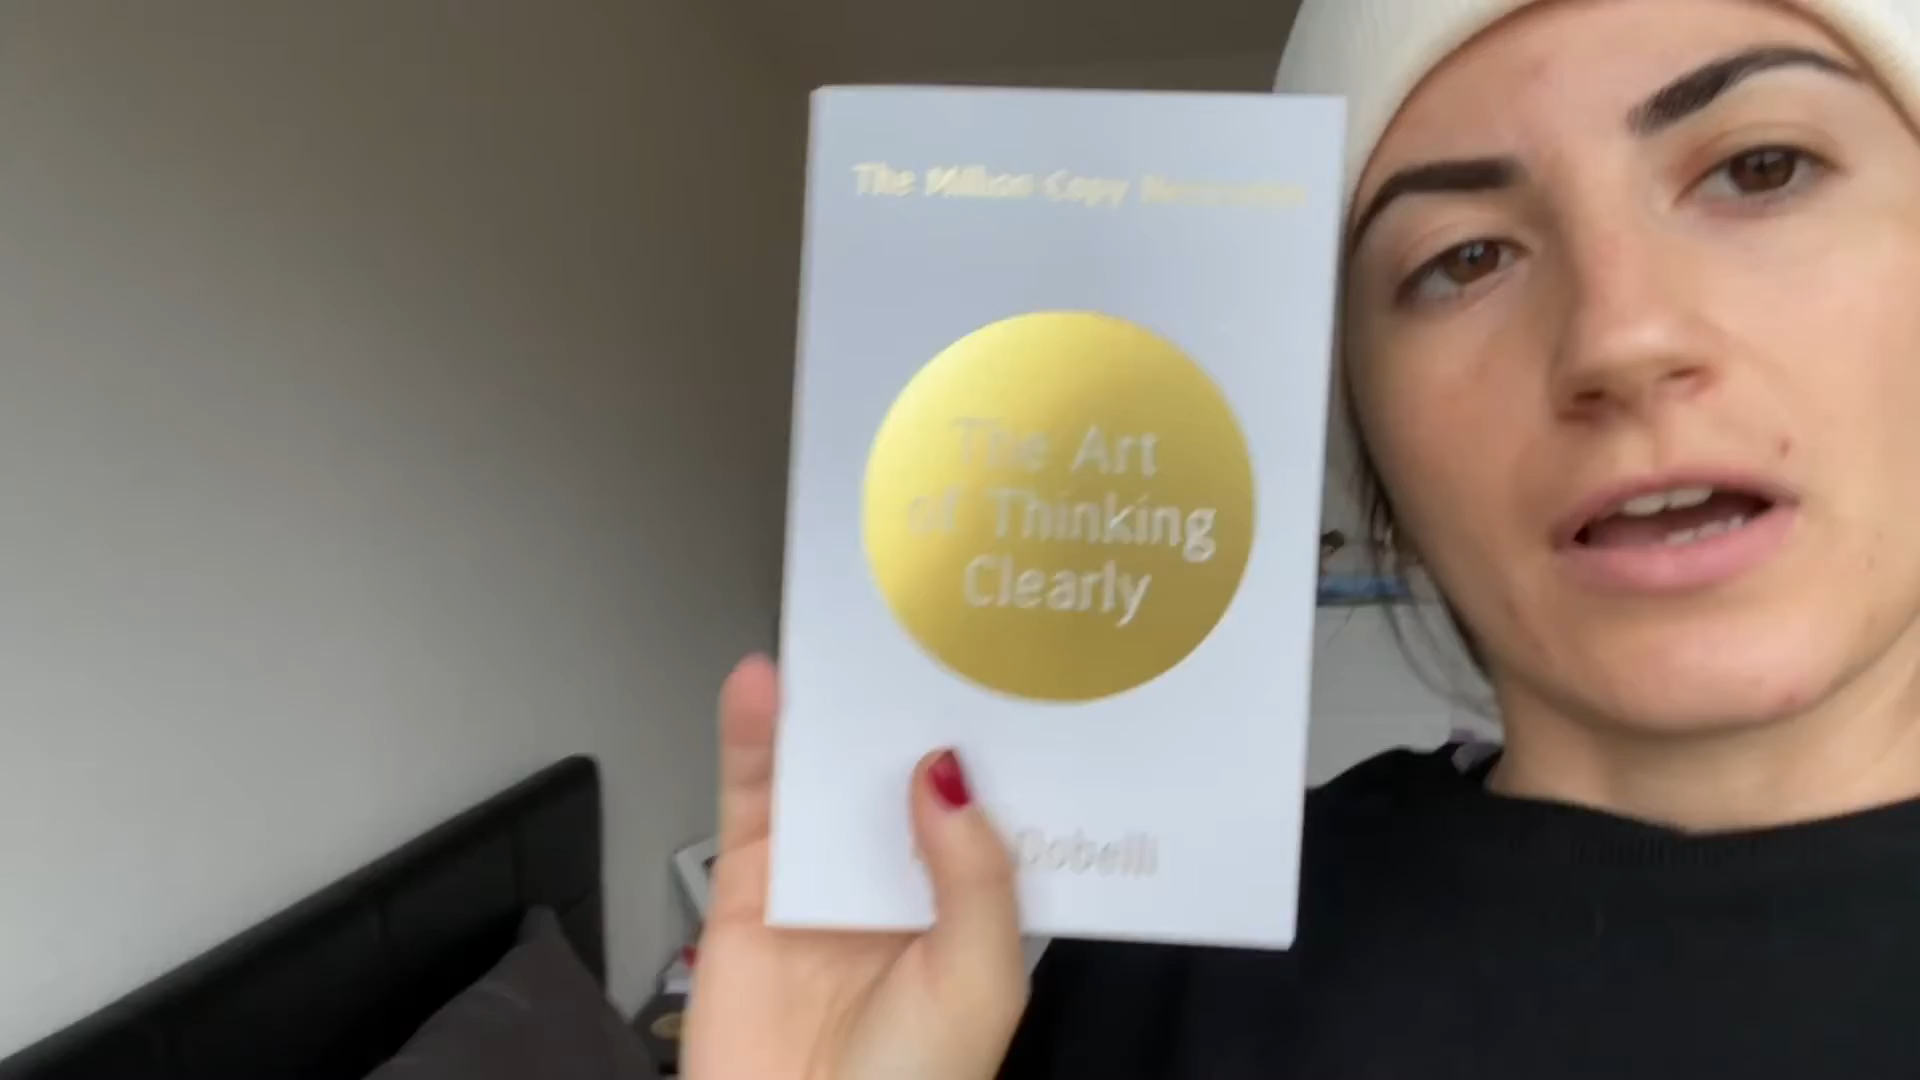 The Million Copy Bestseller
The Art
of Thinking
Clearly
Dobelli